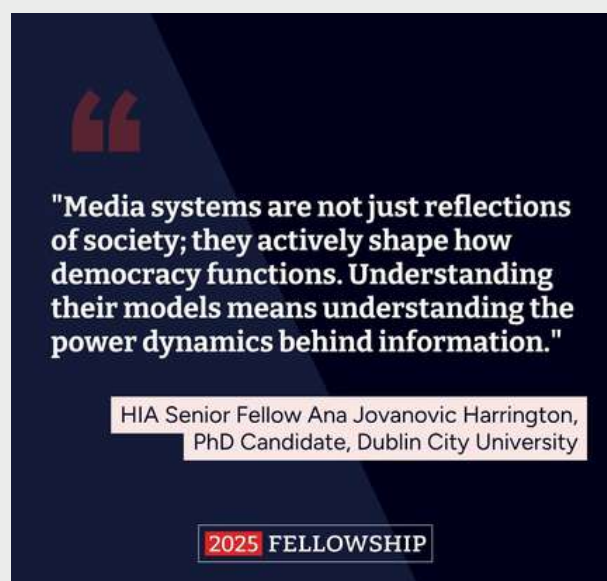 "Media systems are not just reflections
of society; they actively shape how
democracy functions. Understanding
their models means understanding the
power dynamics behind information."
HIA Senior Fellow Ana Jovanovic Harrington,
PhD Candidate, Dublin City University
2025 FELLOWSHIP